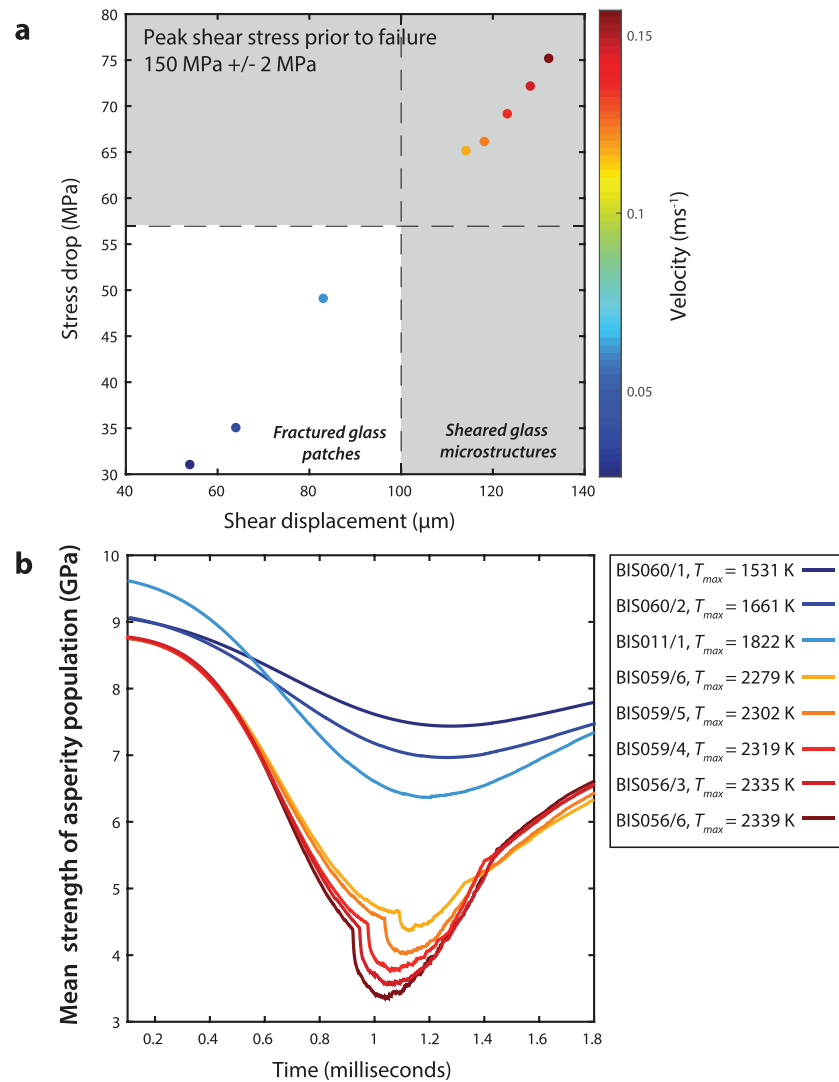 a
Peak shear stress prior to failure
150 MPa +/- 2 MPa
80
75
70
65
60
55
50
45
40
35
30
Stress drop (MPa)
Fractured glass
patches
Sheared glass
microstructures
40
60
80
100
120
140
Shear displacement (μm)
0.15
0.1
0.05
Velocity (ms⁻¹)
b
10
9
8
7
6
5
4
3
Mean strength of asperity population (GPa)
0.2
0.4
0.6
0.8
1
1.2
1.4
1.6
1.8
Time (milliseconds)
BIS060/1, Tmax = 1531 K
BIS060/2, Tmax = 1661 K
BIS011/1, Tmax = 1822 K
BIS059/6, Tmax = 2279 K
BIS059/5, Tmax = 2302 K
BIS059/4, Tmax = 2319 K
BIS056/3, Tmax = 2335 K
BIS056/6, Tmax = 2339 K